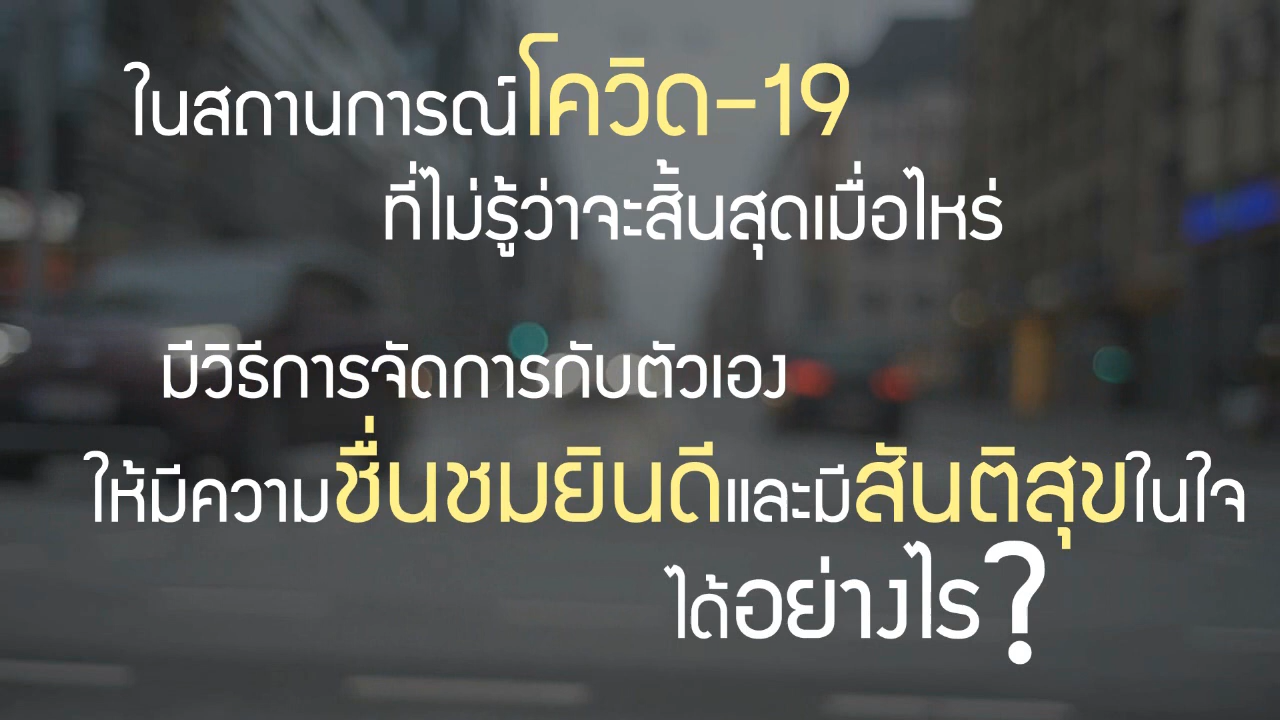 ในสถานการณ์โควิด-19
ที่ไม่รู้ว่าจะสิ้นสุดเมื่อไหร่
มีวิธีการจัดการกับตัวเอง
ให้มีความชื่นชมยินดีและมีสันติสุขในใจ
ได้อย่างไร?